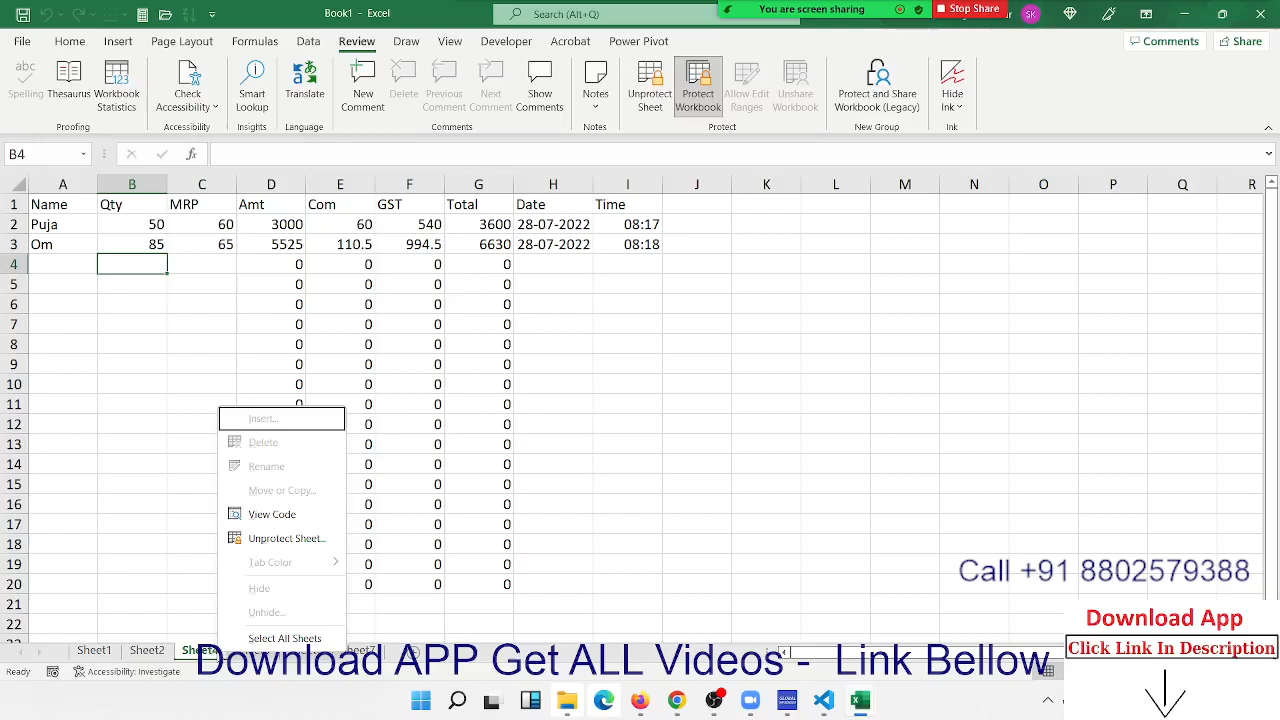 Book1 - Excel
Search (Alt+Q)
You are screen sharing
Stop Share
SK
File Home Insert Page Layout Formulas Data Review Draw View Developer Acrobat Power Pivot
Comments Share
Spelling
Thesaurus
Workbook Statistics
Check Accessibility
Smart Lookup
Translate
New Comment
Delete
Previous Comment
Next Comment
Show Comments
Notes
Unprotect Sheet
Protect Workbook
Allow Edit Ranges
Unshare Workbook
Protect and Share Workbook (Legacy)
Hide Ink
Proofing Accessibility Insights Language Comments Notes Protect New Group Ink
B4 fx
A B C D E F G H I J K L M N O P Q R
1 Name Qty MRP Amt Com GST Total Date Time
2 Puja 50 60 3000 60 540 3600 28-07-2022 08:17
3 Om 85 65 5525 110.5 994.5 6630 28-07-2022 08:18
4 0 0 0 0
5 0 0 0 0
6 0 0 0 0
7 0 0 0 0
8 0 0 0 0
9 0 0 0 0
10 0 0 0 0
11 0 0 0 0
12 0 0
13 0 0
14 0 0
15 0 0
16 0 0
17 0 0
18 0 0 0
19 0 0 0
20 0 0 0
21
22
Insert...
Delete
Rename
Move or Copy...
View Code
Unprotect Sheet...
Tab Color
Hide
Unhide...
Select All Sheets
Call +91 8802579388
Download App
Click Link In Description
Sheet1 Sheet2
Download APP Get ALL Videos - Link Bellow
Ready Accessibility: Investigate